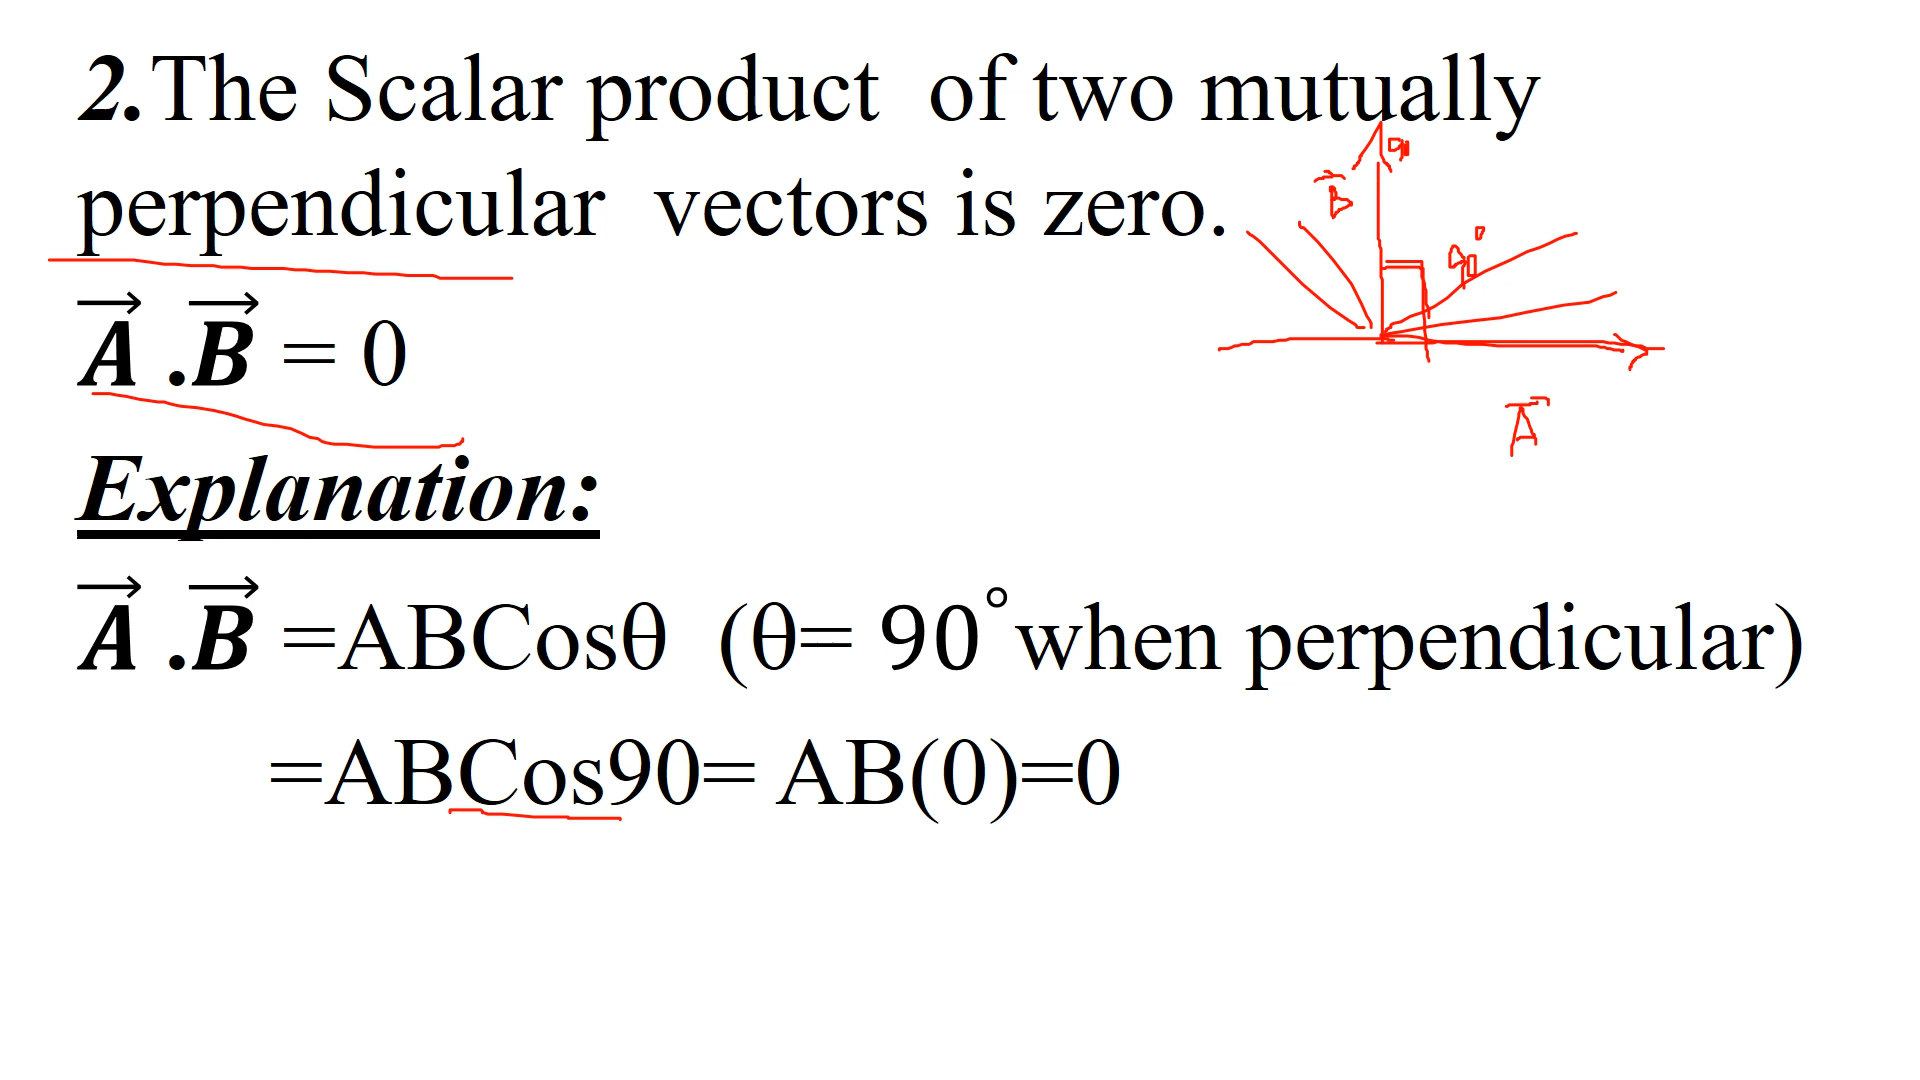 2.The Scalar product of two mutually
perpendicular vectors is zero.
B⃗
90°
A⃗ .B⃗ = 0
A⃗
Explanation:
A⃗ .B⃗ =ABCosθ (θ= 90° when perpendicular)
=ABCos90= AB(0)=0